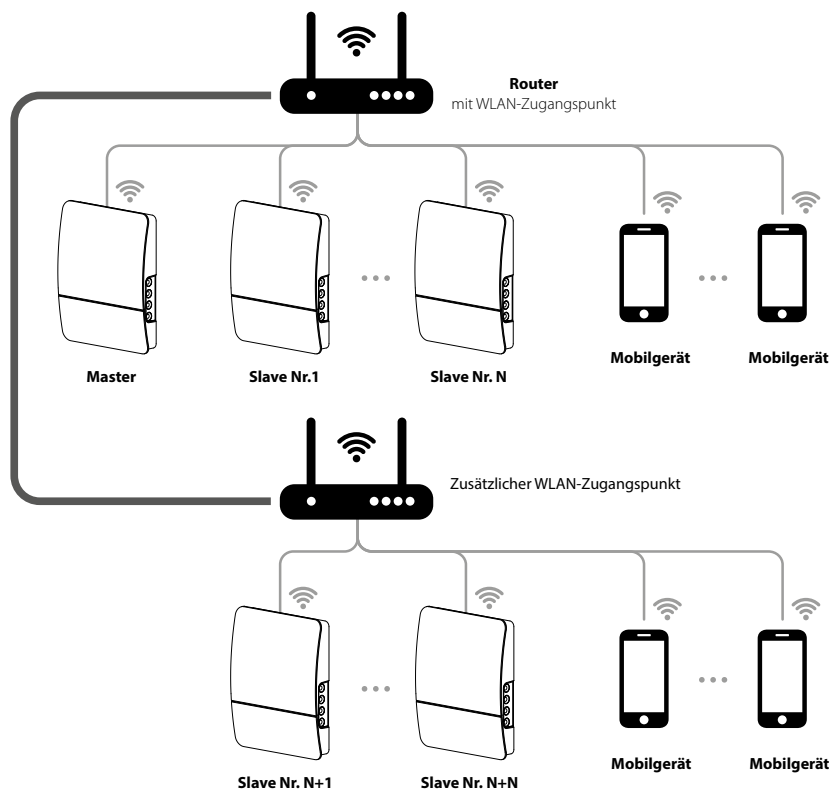 Router
mit WLAN-Zugangspunkt
Master
Slave Nr.1
Slave Nr. N
Mobilgerät
Mobilgerät
Zusätzlicher WLAN-Zugangspunkt
Slave Nr. N+1
Slave Nr. N+N
Mobilgerät
Mobilgerät